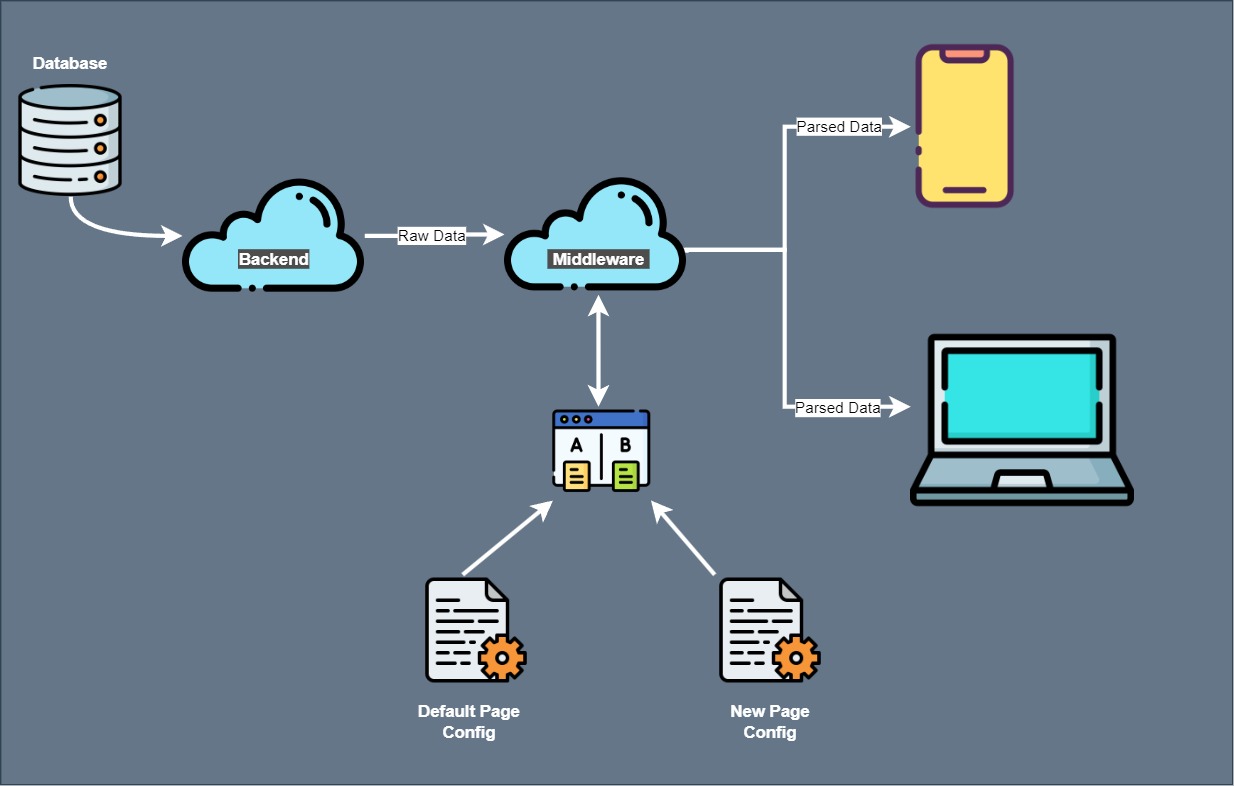 Database
Backend
Raw Data
Middleware
Parsed Data
Parsed Data
A
B
Default Page
Config
New Page
Config